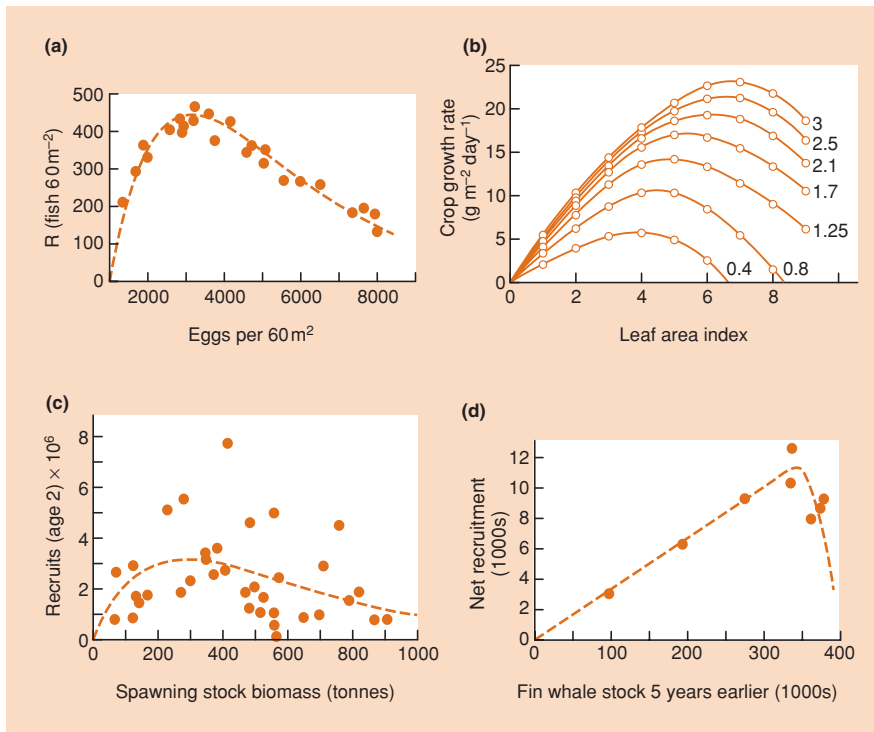 (a)
500
400
300
200
100
0
R (fish 60 m⁻²)
2000 4000 6000 8000
Eggs per 60 m²
(b)
25
20
15
10
5
0
Crop growth rate
(g m⁻² day⁻¹)
3
2.5
2.1
1.7
1.25
0.8
0.4
0 2 4 6 8
Leaf area index
(c)
8
6
4
2
0
Recruits (age 2) × 10⁶
0 200 400 600 800 1000
Spawning stock biomass (tonnes)
(d)
12
10
8
6
4
2
0
Net recruitment
(1000s)
0 100 200 300 400
Fin whale stock 5 years earlier (1000s)